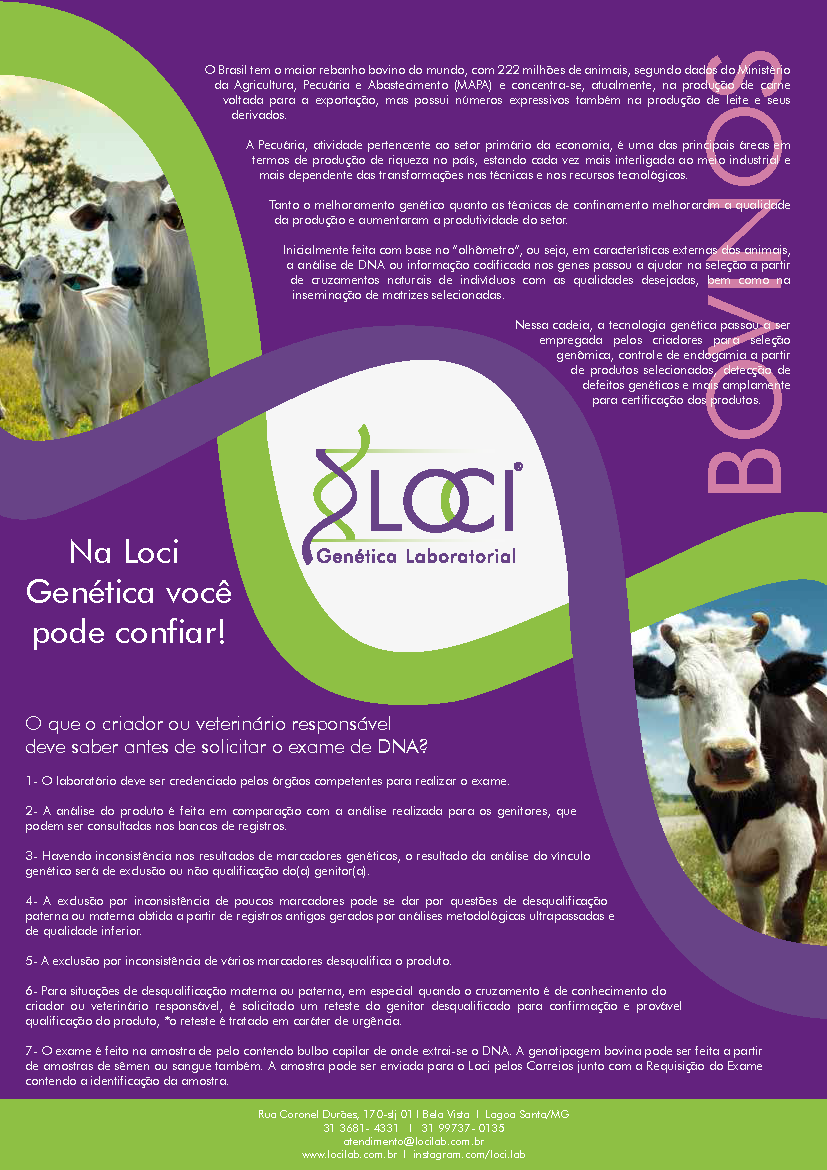 O Brasil tem o maior rebanho bovino do mundo, com 222 milhões de animais, segundo dados do Ministério
da Agricultura, Pecuária e Abastecimento (MAPA) e concentra-se, atualmente, na produção de carne
voltada para a exportação, mas possui números expressivos também na produção de leite e seus
derivados.
A Pecuária, atividade pertencente ao setor primário da economia, é uma das principais áreas em
termos de produção de riqueza no país, estando cada vez mais interligada ao meio industrial e
mais dependente das transformações nas técnicas e nos recursos tecnológicos.
Tanto o melhoramento genético quanto as técnicas de confinamento melhoraram a qualidade
da produção e aumentaram a produtividade do setor.
Inicialmente feita com base no "olhômetro", ou seja, em características externas dos animais,
a análise de DNA ou informação codificada nos genes passou a ajudar na seleção a partir
de cruzamentos naturais de indivíduos com as qualidades desejadas, bem como na
inseminação de matrizes selecionadas.
Nessa cadeia, a tecnologia genética passou a ser
empregada pelos criadores para seleção
genômica, controle de endogamia a partir
de produtos selecionados, detecção de
defeitos genéticos e mais amplamente
para certificação dos produtos.
BOVINOS
LOCI®
Genética Laboratorial
Na Loci
Genética você
pode confiar!
O que o criador ou veterinário responsável
deve saber antes de solicitar o exame de DNA?
1- O laboratório deve ser credenciado pelos órgãos competentes para realizar o exame.
2- A análise do produto é feita em comparação com a análise realizada para os genitores, que
podem ser consultadas nos bancos de registros.
3- Havendo inconsistência nos resultados de marcadores genéticos, o resultado da análise do vínculo
genético será de exclusão ou não qualificação do(a) genitor(a).
4- A exclusão por inconsistência de poucos marcadores pode se dar por questões de desqualificação
paterna ou materna obtida a partir de registros antigos gerados por análises metodológicas ultrapassadas e
de qualidade inferior.
5- A exclusão por inconsistência de vários marcadores desqualifica o produto.
6- Para situações de desqualificação materna ou paterna, em especial quando o cruzamento é de conhecimento do
criador ou veterinário responsável, é solicitado um reteste do genitor desqualificado para confirmação e provável
qualificação do produto, *o reteste é tratado em caráter de urgência.
7- O exame é feito na amostra de pelo contendo bulbo capilar de onde extrai-se o DNA. A genotipagem bovina pode ser feita a partir
de amostras de sêmen ou sangue também. A amostra pode ser enviada para o Loci pelos Correios junto com a Requisição do Exame
contendo a identificação da amostra.
Rua Coronel Durães, 170-slj 01 | Bela Vista | Lagoa Santa/MG
31 3681- 4331 | 31 99737- 0135
atendimento@locilab.com.br
www.locilab.com.br | instagram.com/loci.lab